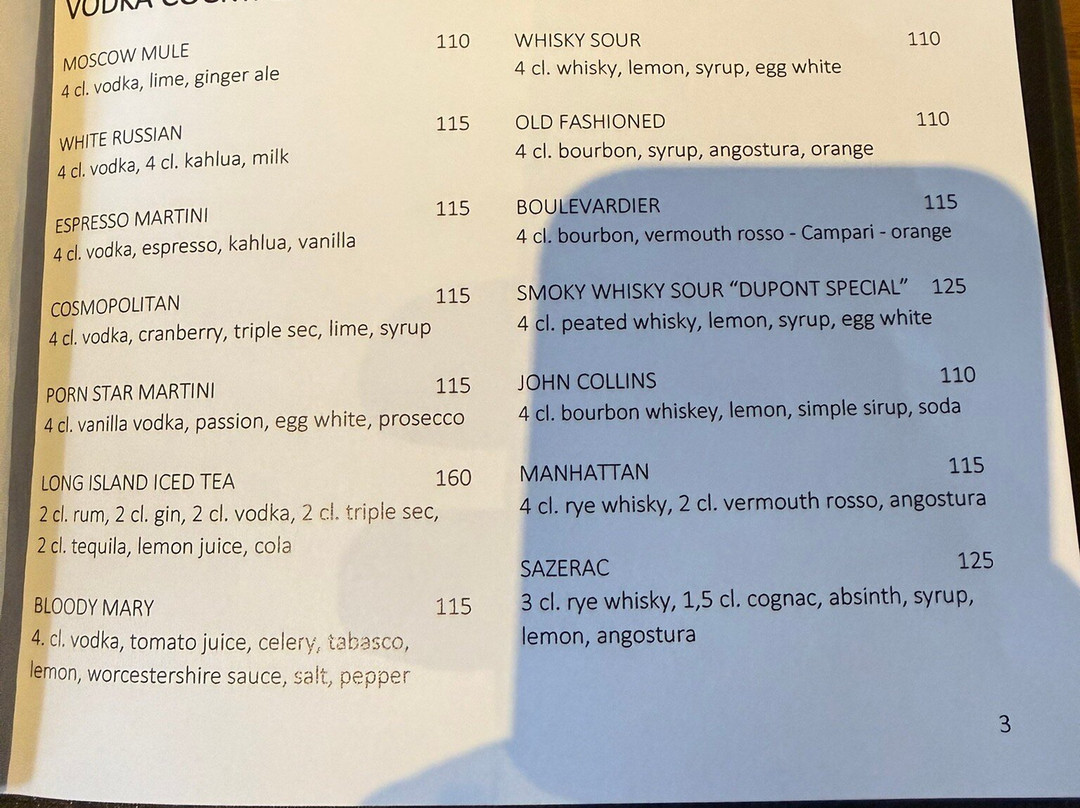 VODKA
MOSCOW MULE 110
4 cl. vodka, lime, ginger ale
WHITE RUSSIAN 115
4 cl. vodka, 4 cl. kahlua, milk
ESPRESSO MARTINI 115
4 cl. vodka, espresso, kahlua, vanilla
COSMOPOLITAN 115
4 cl. vodka, cranberry, triple sec, lime, syrup
PORN STAR MARTINI 115
4 cl. vanilla vodka, passion, egg white, prosecco
LONG ISLAND ICED TEA 160
2 cl. rum, 2 cl. gin, 2 cl. vodka, 2 cl. triple sec,
2 cl. tequila, lemon juice, cola
BLOODY MARY 115
4. cl. vodka, tomato juice, celery, tabasco,
lemon, worcestershire sauce, salt, pepper
WHISKY SOUR 110
4 cl. whisky, lemon, syrup, egg white
OLD FASHIONED 110
4 cl. bourbon, syrup, angostura, orange
BOULEVARDIER 115
4 cl. bourbon, vermouth rosso - Campari - orange
SMOKY WHISKY SOUR “DUPONT SPECIAL” 125
4 cl. peated whisky, lemon, syrup, egg white
JOHN COLLINS 110
4 cl. bourbon whiskey, lemon, simple sirup, soda
MANHATTAN 115
4 cl. rye whisky, 2 cl. vermouth rosso, angostura
SAZERAC 125
3 cl. rye whisky, 1,5 cl. cognac, absinth, syrup,
lemon, angostura
3